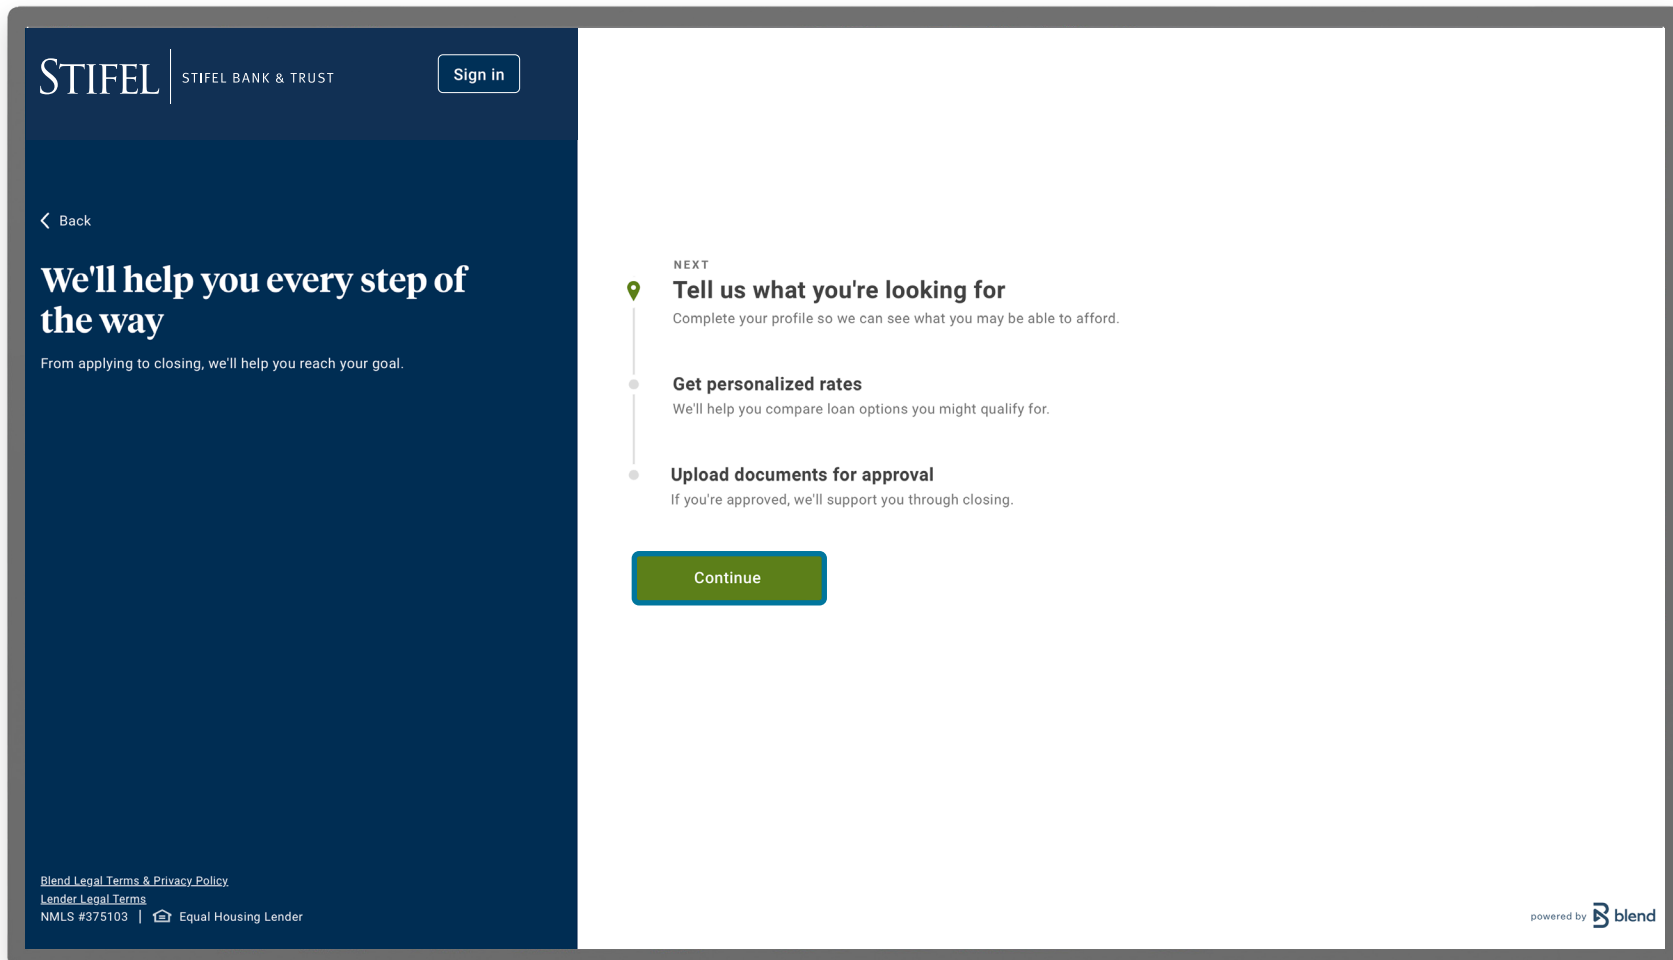 STIFEL
STIFEL BANK & TRUST
Sign in
Back
We'll help you every step of
the way
From applying to closing, we'll help you reach your goal.
NEXT
Tell us what you're looking for
Complete your profile so we can see what you may be able to afford.
Get personalized rates
We'll help you compare loan options you might qualify for.
Upload documents for approval
If you're approved, we'll support you through closing.
Continue
Blend Legal Terms & Privacy Policy
Lender Legal Terms
NMLS #375103 | Equal Housing Lender
powered by blend